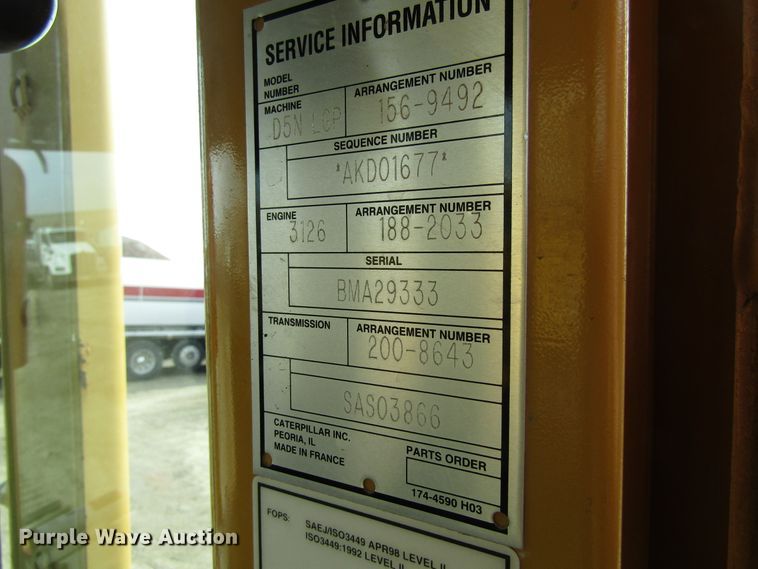 SERVICE INFORMATION
MODEL NUMBER
ARRANGEMENT NUMBER
MACHINE
D5N LGP
156-9492
SEQUENCE NUMBER
*AKD01677*
ENGINE
ARRANGEMENT NUMBER
3126
188-2033
SERIAL
BMA29333
TRANSMISSION
ARRANGEMENT NUMBER
200-8643
SAS03866
CATERPILLAR INC.
PEORIA, IL
MADE IN FRANCE
PARTS ORDER
174-4590 H03
FOPS:
SAEJ/ISO3449 APR98 LEVEL II
ISO3449:1992 LEVEL II
Purple Wave Auction